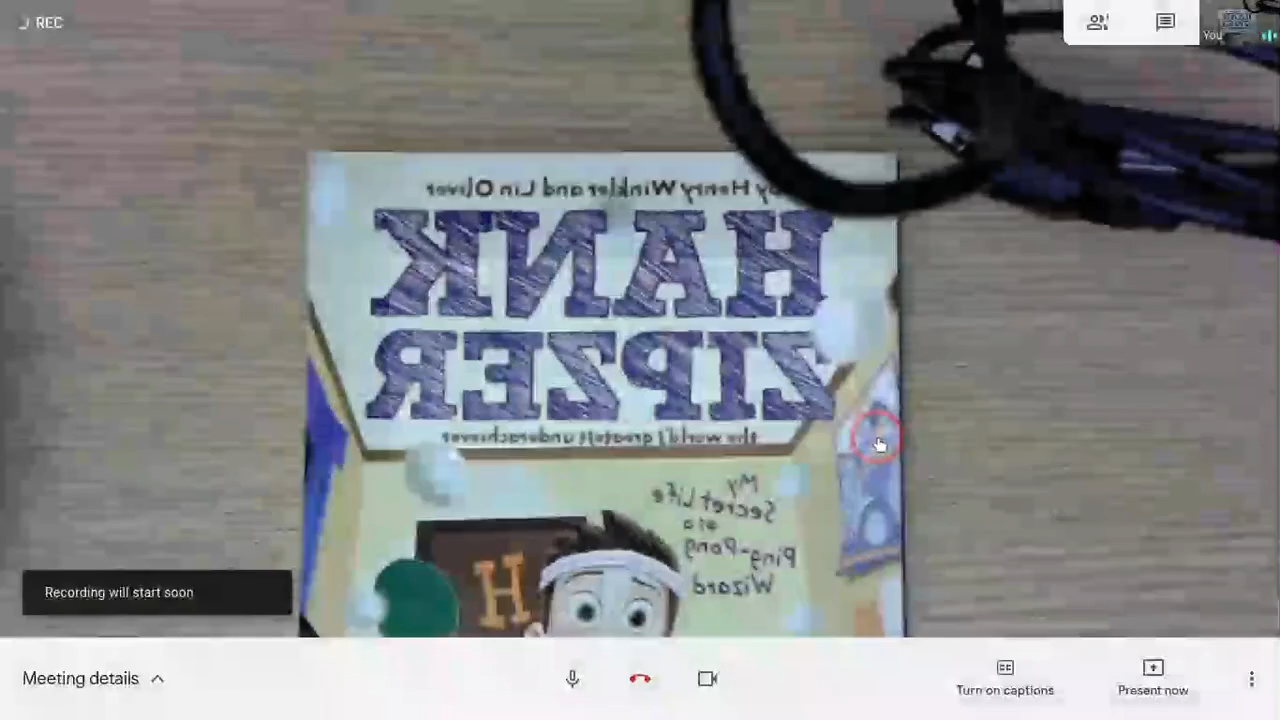 REC
You
by Henry Winkler and Lin Oliver
HANK
ZIPZER
the world's greatest underachiever
My
Secret Life
as a
Ping-Pong
Wizard
H
Recording will start soon
Meeting details
Turn on captions
Present now